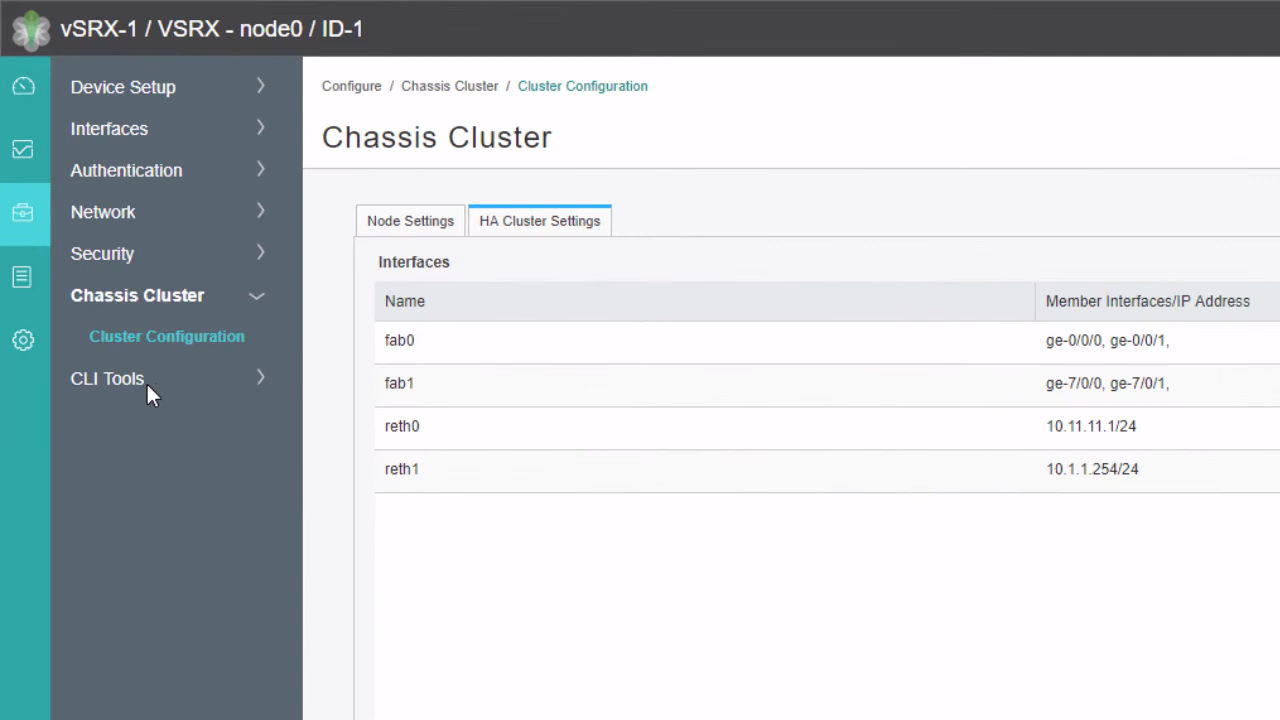 vSRX-1 / VSRX - node0 / ID-1
Device Setup
Interfaces
Authentication
Network
Security
Chassis Cluster
Cluster Configuration
CLI Tools
Configure / Chassis Cluster / Cluster Configuration
Chassis Cluster
Node Settings HA Cluster Settings
Interfaces
Name Member Interfaces/IP Address
fab0 ge-0/0/0, ge-0/0/1,
fab1 ge-7/0/0, ge-7/0/1,
reth0 10.11.11.1/24
reth1 10.1.1.254/24